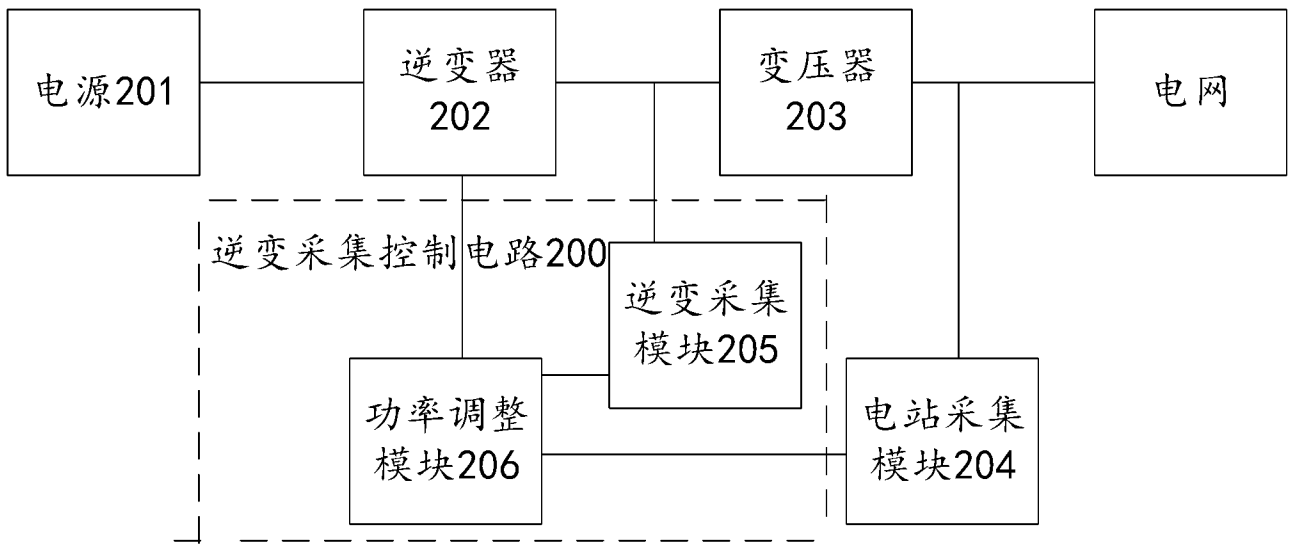 电源201
逆变器
202
变压器
203
电网
逆变采集控制电路200
逆变采集
模块205
功率调整
模块206
电站采集
模块204